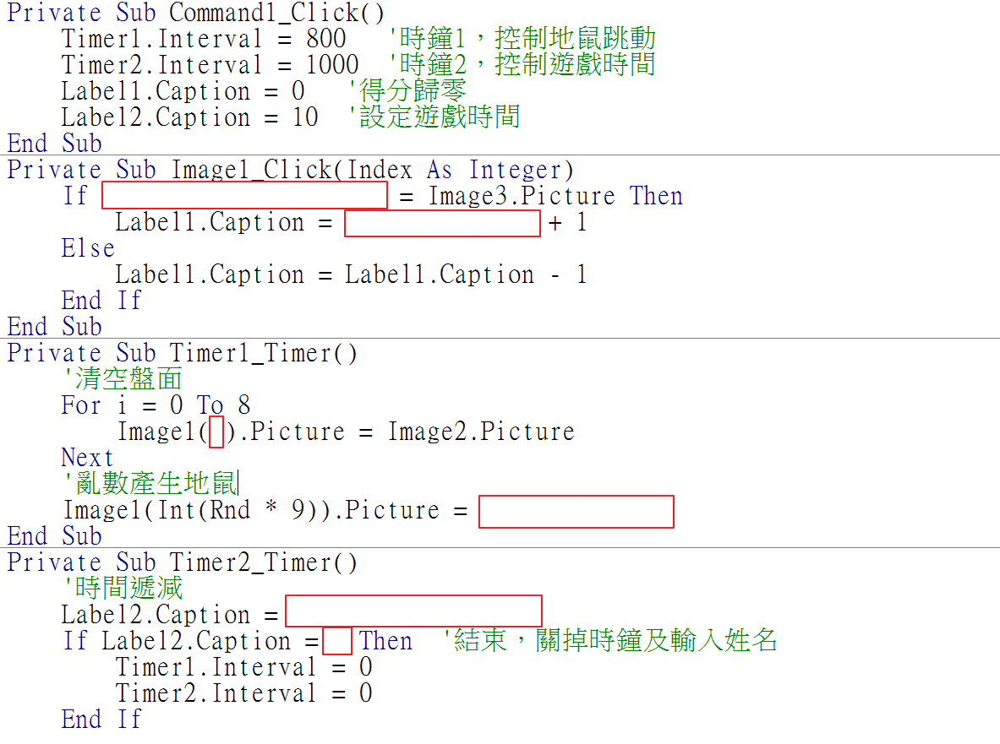 Private Sub Command1_Click()
    Timer1.Interval = 800   '時鐘1，控制地鼠跳動
    Timer2.Interval = 1000  '時鐘2，控制遊戲時間
    Label1.Caption = 0   '得分歸零
    Label2.Caption = 10  '設定遊戲時間
End Sub
Private Sub Image1_Click(Index As Integer)
    If  = Image3.Picture Then
        Label1.Caption =  + 1
    Else
        Label1.Caption = Label1.Caption - 1
    End If
End Sub
Private Sub Timer1_Timer()
    '清空盤面
    For i = 0 To 8
        Image1( ).Picture = Image2.Picture
    Next
    '亂數產生地鼠
    Image1(Int(Rnd * 9)).Picture =
End Sub
Private Sub Timer2_Timer()
    '時間遞減
    Label2.Caption =
    If Label2.Caption =  Then  '結束，關掉時鐘及輸入姓名
        Timer1.Interval = 0
        Timer2.Interval = 0
    End If